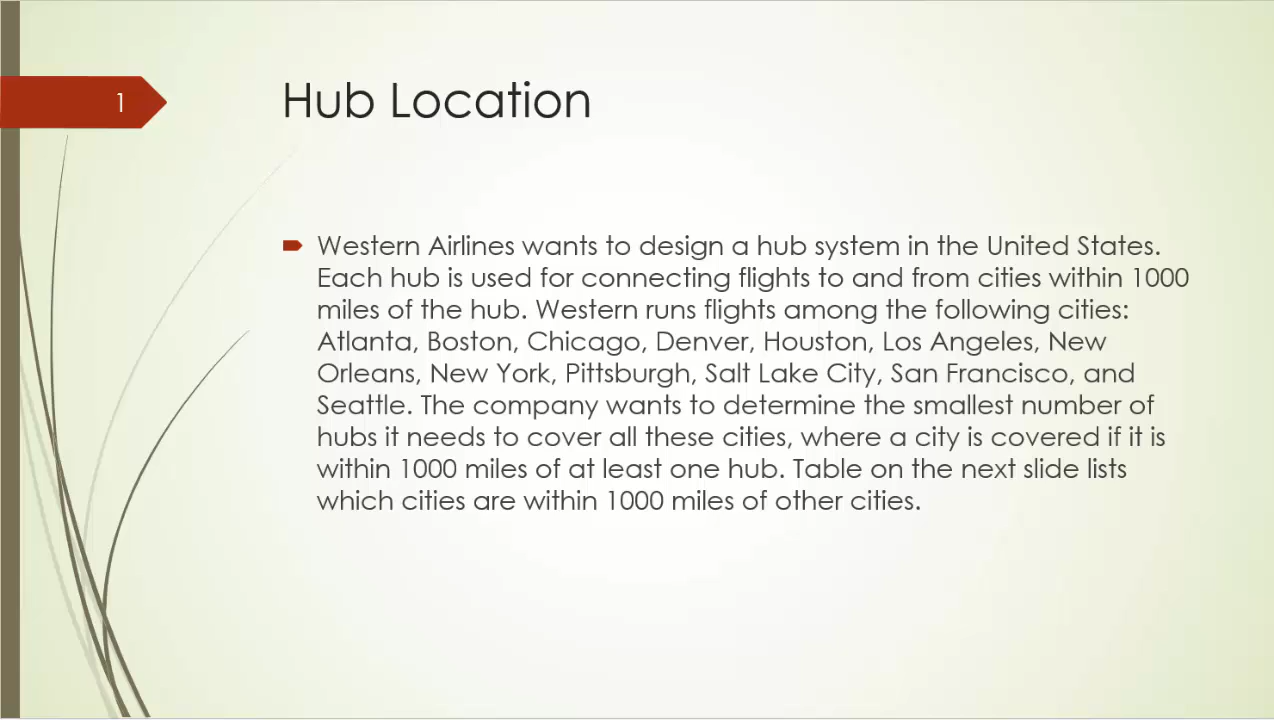 1
Hub Location
Western Airlines wants to design a hub system in the United States.
Each hub is used for connecting flights to and from cities within 1000
miles of the hub. Western runs flights among the following cities:
Atlanta, Boston, Chicago, Denver, Houston, Los Angeles, New
Orleans, New York, Pittsburgh, Salt Lake City, San Francisco, and
Seattle. The company wants to determine the smallest number of
hubs it needs to cover all these cities, where a city is covered if it is
within 1000 miles of at least one hub. Table on the next slide lists
which cities are within 1000 miles of other cities.